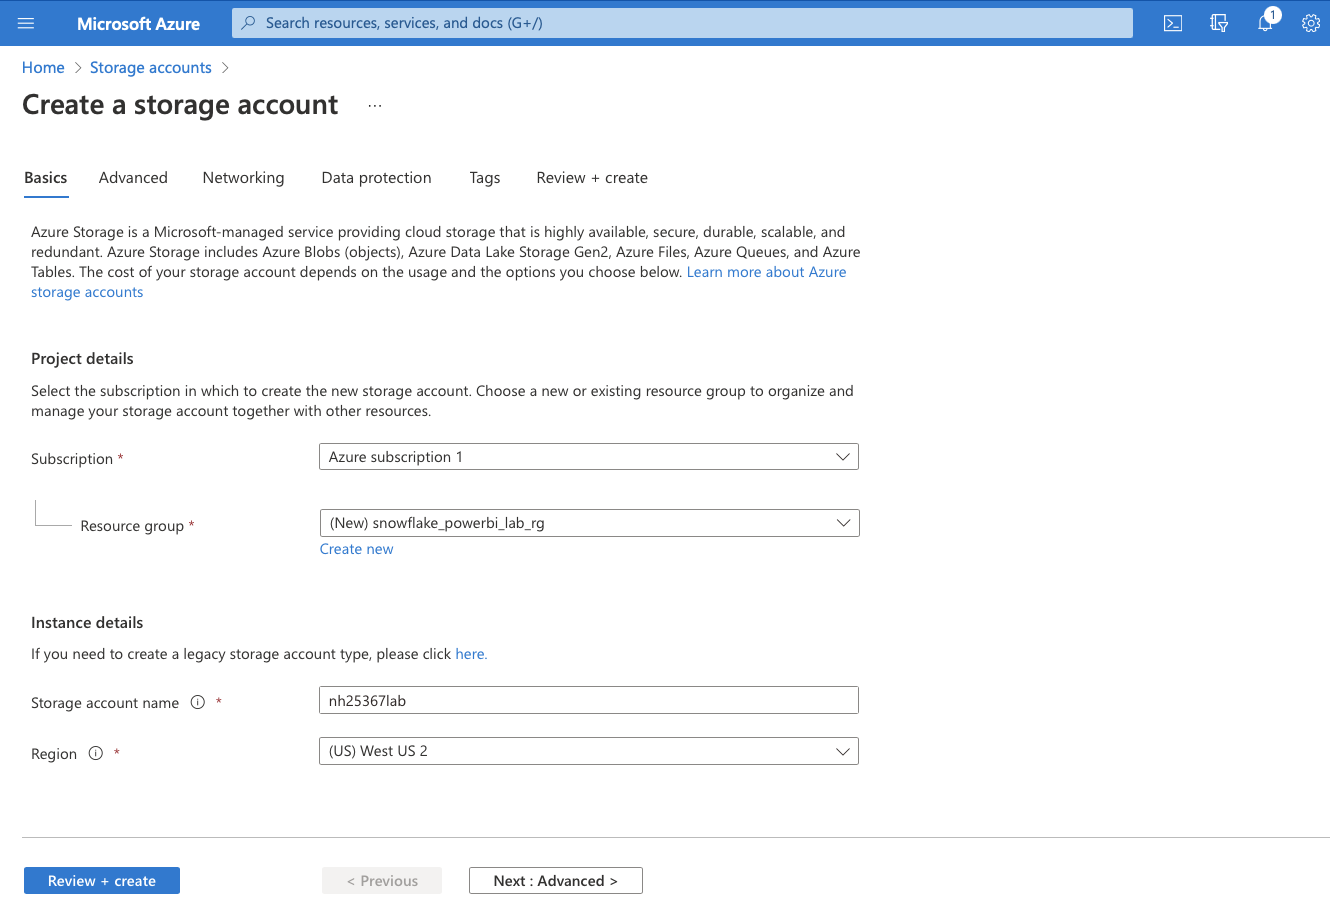 Microsoft Azure
Search resources, services, and docs (G+/)
1
Home > Storage accounts >
Create a storage account ...
Basics Advanced Networking Data protection Tags Review + create
Azure Storage is a Microsoft-managed service providing cloud storage that is highly available, secure, durable, scalable, and
redundant. Azure Storage includes Azure Blobs (objects), Azure Data Lake Storage Gen2, Azure Files, Azure Queues, and Azure
Tables. The cost of your storage account depends on the usage and the options you choose below. Learn more about Azure
storage accounts
Project details
Select the subscription in which to create the new storage account. Choose a new or existing resource group to organize and
manage your storage account together with other resources.
Subscription * Azure subscription 1
Resource group * (New) snowflake_powerbi_lab_rg
Create new
Instance details
If you need to create a legacy storage account type, please click here.
Storage account name * nh25367lab
Region * (US) West US 2
Review + create < Previous Next : Advanced >